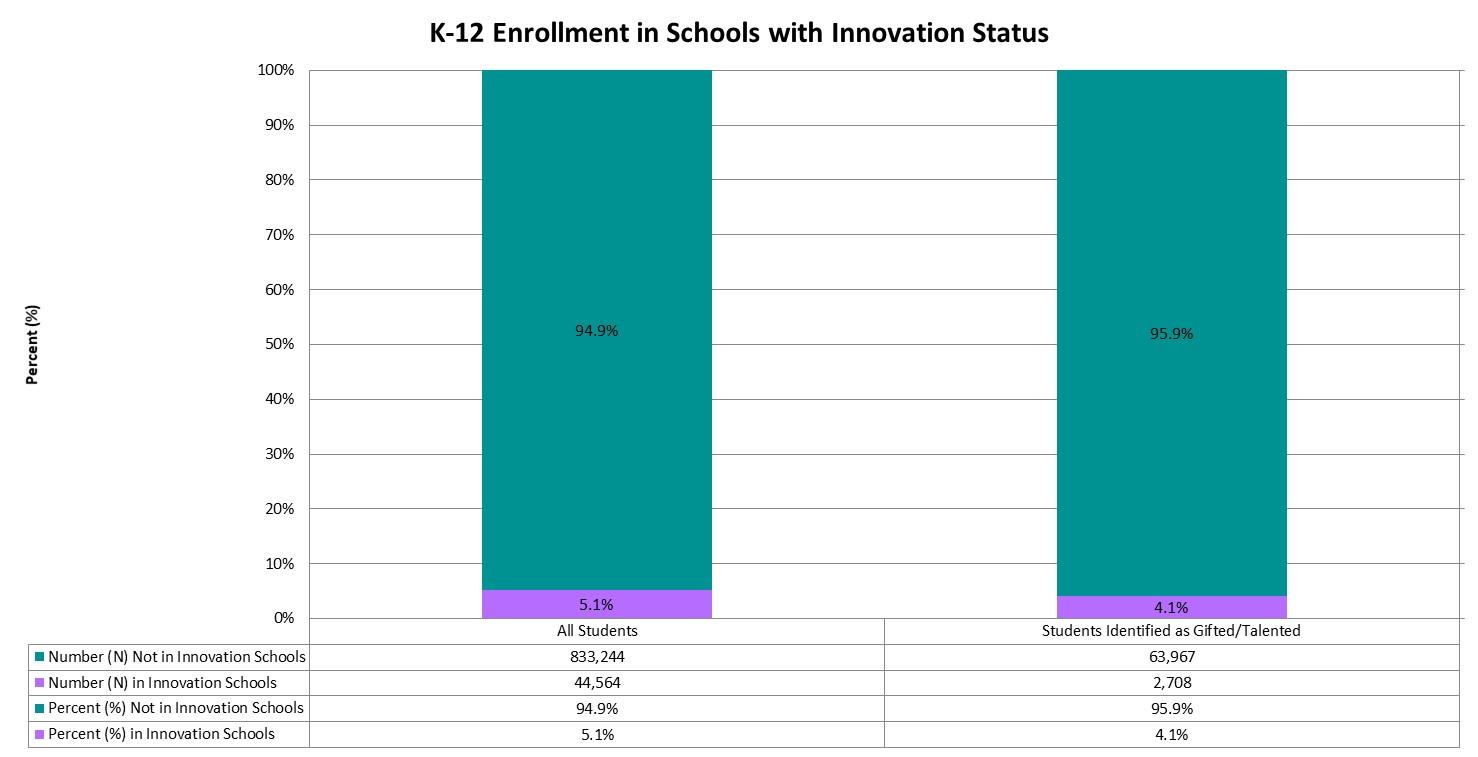 K-12 Enrollment in Schools with Innovation Status
100%
90%
80%
70%
60%
50%
40%
30%
20%
10%
0%
Percent (%)
94.9%
95.9%
5.1%
4.1%
All Students Students Identified as Gifted/Talented
Number (N) Not in Innovation Schools 833,244 63,967
Number (N) in Innovation Schools 44,564 2,708
Percent (%) Not in Innovation Schools 94.9% 95.9%
Percent (%) in Innovation Schools 5.1% 4.1%